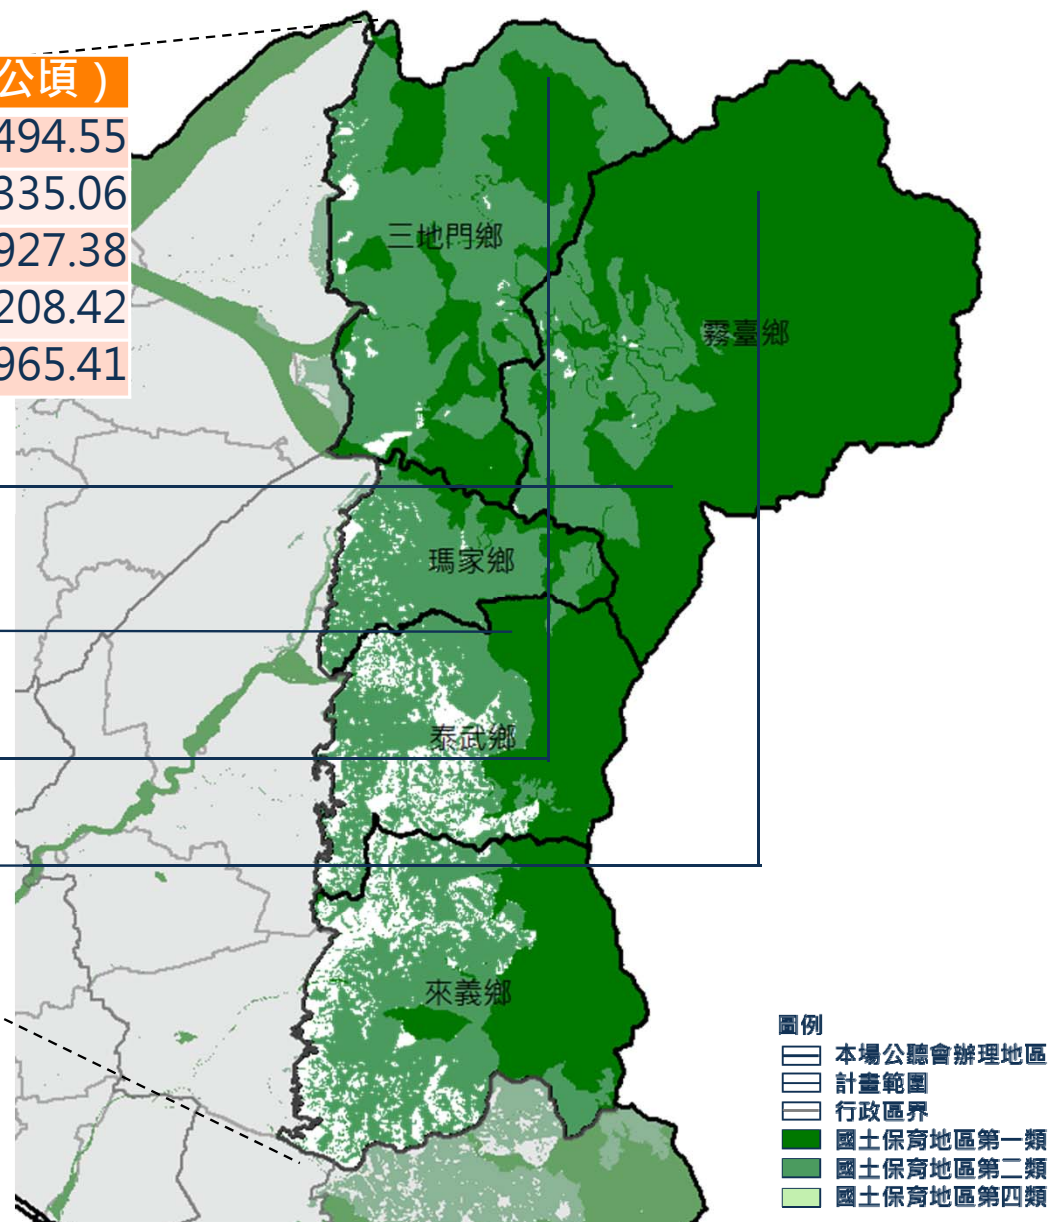 公頃）
494.55
335.06
927.38
208.42
965.41
三地門鄉
霧臺鄉
瑪家鄉
泰武鄉
來義鄉
圖例
本場公聽會辦理地區
計畫範圍
行政區界
國土保育地區第一類
國土保育地區第二類
國土保育地區第四類